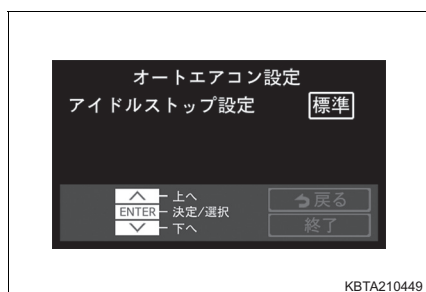 オートエアコン設定
アイドルストップ設定 標準
上へ
ENTER 決定/選択
下へ
戻る
終了
KBTA210449